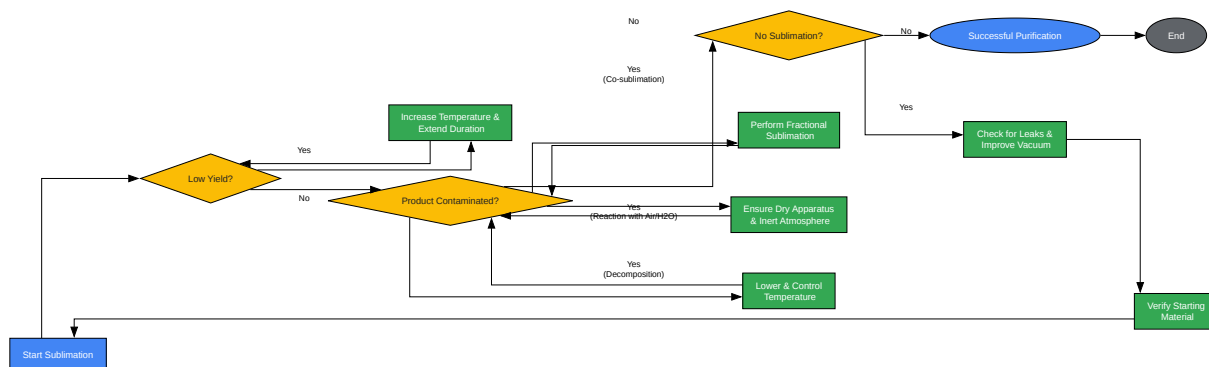 No
No Sublimation?
No
Successful Purification
End
Yes
(Co-sublimation)
Yes
Increase Temperature &
Extend Duration
Perform Fractional
Sublimation
Check for Leaks &
Improve Vacuum
Yes
Low Yield?
No
Product Contaminated?
Yes
(Reaction with Air/H2O)
Ensure Dry Apparatus
& Inert Atmosphere
Yes
(Decomposition)
Lower & Control
Temperature
Verify Starting
Material
Start Sublimation